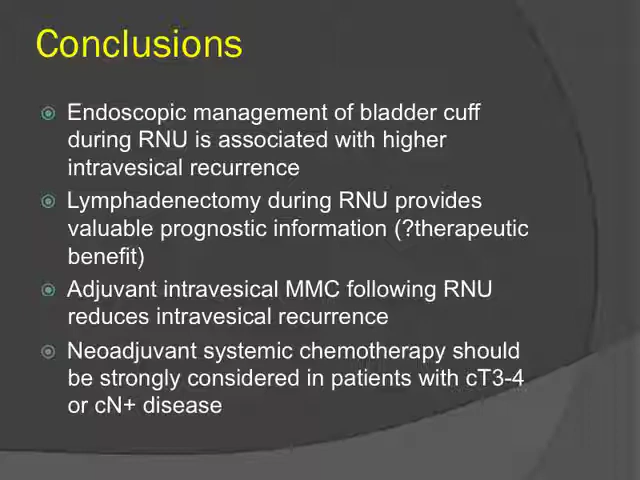 Conclusions
Endoscopic management of bladder cuff
during RNU is associated with higher
intravesical recurrence
Lymphadenectomy during RNU provides
valuable prognostic information (?therapeutic
benefit)
Adjuvant intravesical MMC following RNU
reduces intravesical recurrence
Neoadjuvant systemic chemotherapy should
be strongly considered in patients with cT3-4
or cN+ disease